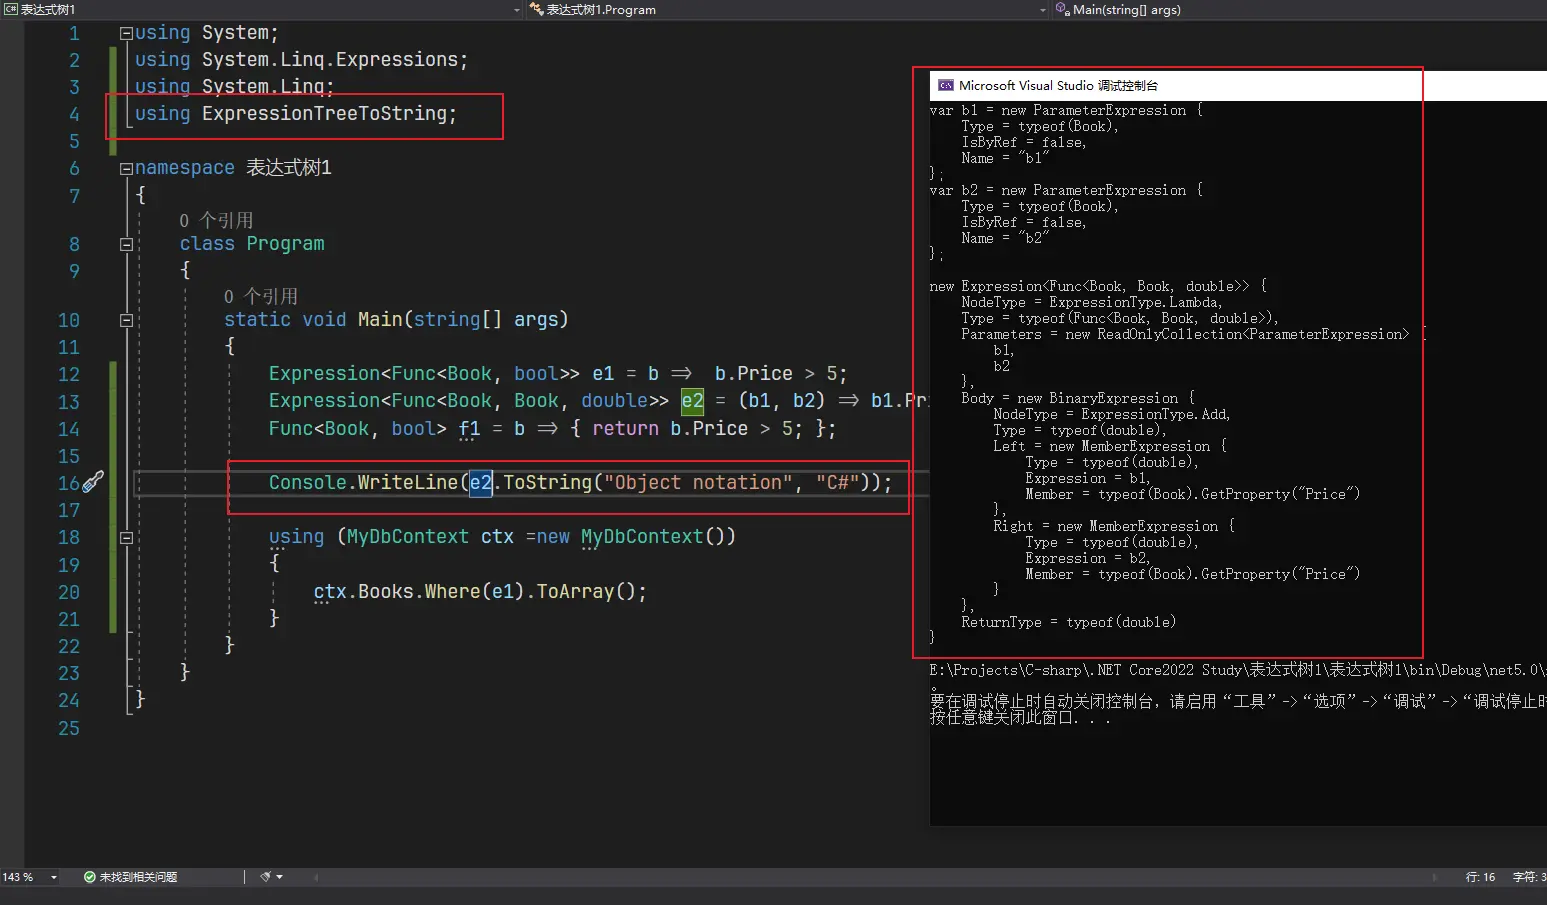 表达式树1
表达式树1.Program
Main(string[] args)
1 using System;
2 using System.Linq.Expressions;
3 using System.Linq;
4 using ExpressionTreeToString;
5
6 namespace 表达式树1
7 {
0 个引用
8 class Program
9 {
0 个引用
10 static void Main(string[] args)
11 {
12 Expression<Func<Book, bool>> e1 = b => b.Price > 5;
13 Expression<Func<Book, Book, double>> e2 = (b1, b2) => b1.Pri
14 Func<Book, bool> f1 = b => { return b.Price > 5; };
15
16 Console.WriteLine(e2.ToString("Object notation", "C#"));
17
18 using (MyDbContext ctx =new MyDbContext())
19 {
20 ctx.Books.Where(e1).ToArray();
21 }
22 }
23 }
24 }
25
Microsoft Visual Studio 调试控制台
var b1 = new ParameterExpression {
Type = typeof(Book),
IsByRef = false,
Name = "b1"
};
var b2 = new ParameterExpression {
Type = typeof(Book),
IsByRef = false,
Name = "b2"
};
new Expression<Func<Book, Book, double>> {
NodeType = ExpressionType.Lambda,
Type = typeof(Func<Book, Book, double>),
Parameters = new ReadOnlyCollection<ParameterExpression>
b1,
b2
},
Body = new BinaryExpression {
NodeType = ExpressionType.Add,
Type = typeof(double),
Left = new MemberExpression {
Type = typeof(double),
Expression = b1,
Member = typeof(Book).GetProperty("Price")
},
Right = new MemberExpression {
Type = typeof(double),
Expression = b2,
Member = typeof(Book).GetProperty("Price")
}
},
ReturnType = typeof(double)
}
E:\Projects\C-sharp\.NET Core2022 Study\表达式树1\表达式树1\bin\Debug\net5.0\
。
要在调试停止时自动关闭控制台，请启用“工具”->“选项”->“调试”->“调试停止时
按任意键关闭此窗口. . .
143 %
未找到相关问题
行: 16
字符: 3